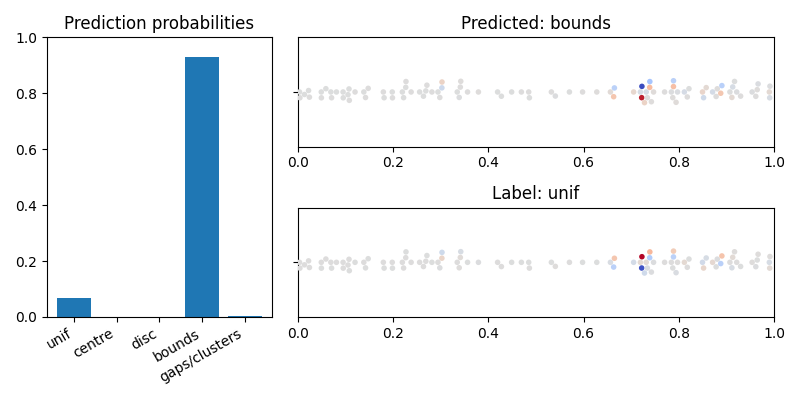 Prediction probabilities
1.0
0.8
0.6
0.4
0.2
0.0
unif
centre
disc
bounds
gaps/clusters
Predicted: bounds
0.0 0.2 0.4 0.6 0.8 1.0
Label: unif
0.0 0.2 0.4 0.6 0.8 1.0